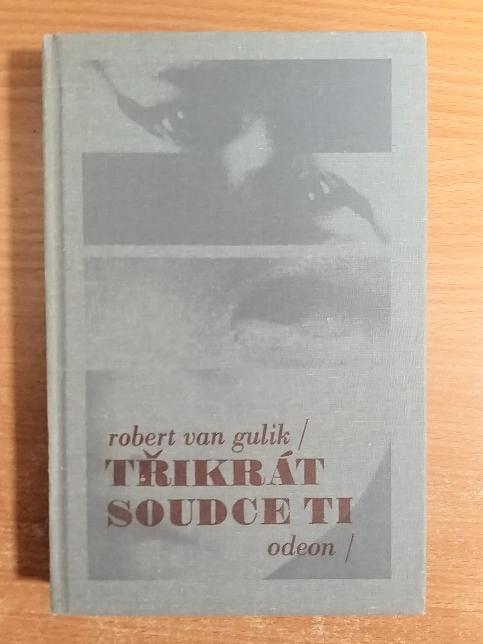 robert van gulik /
TŘIKRÁT
SOUDCE TI
odeon /